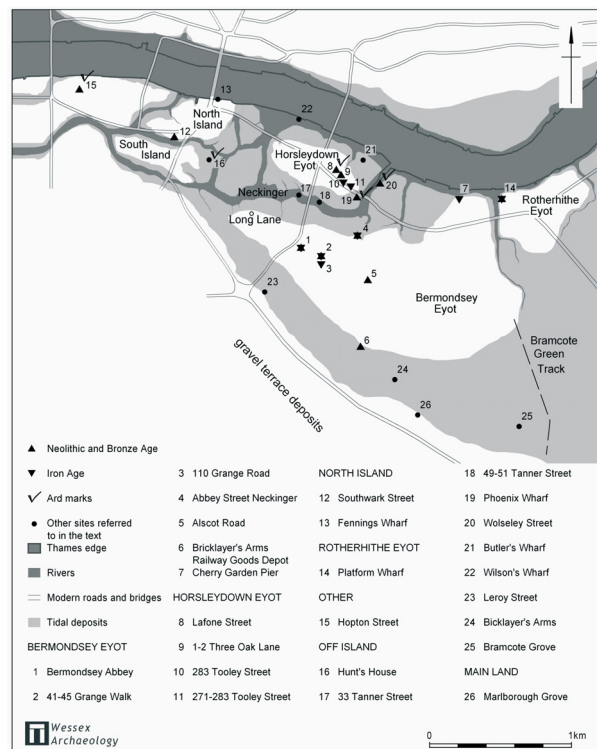 15
13
North
Island
22
12
South
Island
16
Horsleydown
Eyot
21
8
9
10
11
20
7
14
Neckinger
17
18
19
Rotherhithe
Eyot
Long Lane
4
1
2
3
5
23
Bermondsey
Eyot
6
Bramcote
Green
Track
gravel terrace deposits
24
26
25
Neolithic and Bronze Age
Iron Age
Ard marks
Other sites referred
to in the text
Thames edge
Rivers
Modern roads and bridges
Tidal deposits
BERMONDSEY EYOT
1 Bermondsey Abbey
2 41-45 Grange Walk
3 110 Grange Road
4 Abbey Street Neckinger
5 Alscot Road
6 Bricklayer's Arms
Railway Goods Depot
7 Cherry Garden Pier
HORSLEYDOWN EYOT
8 Lafone Street
9 1-2 Three Oak Lane
10 283 Tooley Street
11 271-283 Tooley Street
NORTH ISLAND
12 Southwark Street
13 Fennings Wharf
ROTHERHITHE EYOT
14 Platform Wharf
OTHER
15 Hopton Street
OFF ISLAND
16 Hunt's House
17 33 Tanner Street
18 49-51 Tanner Street
19 Phoenix Wharf
20 Wolseley Street
21 Butler's Wharf
22 Wilson's Wharf
23 Leroy Street
24 Bicklayer's Arms
25 Bramcote Grove
MAIN LAND
26 Marlborough Grove
Wessex
Archaeology
0 1km